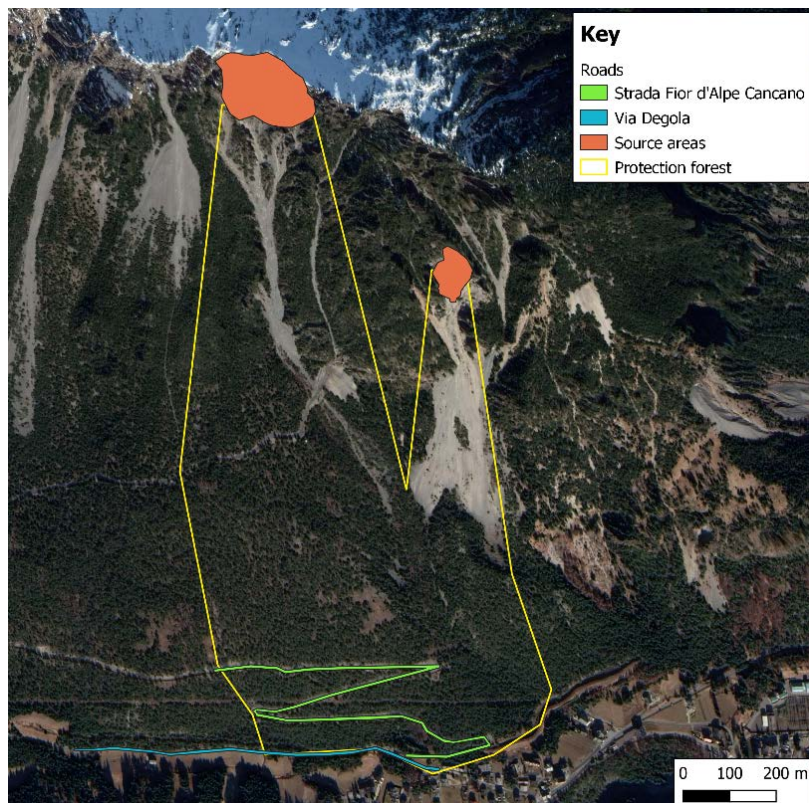 Key
Roads
Strada Fior d'Alpe Cancano
Via Degola
Source areas
Protection forest
0 100 200 m